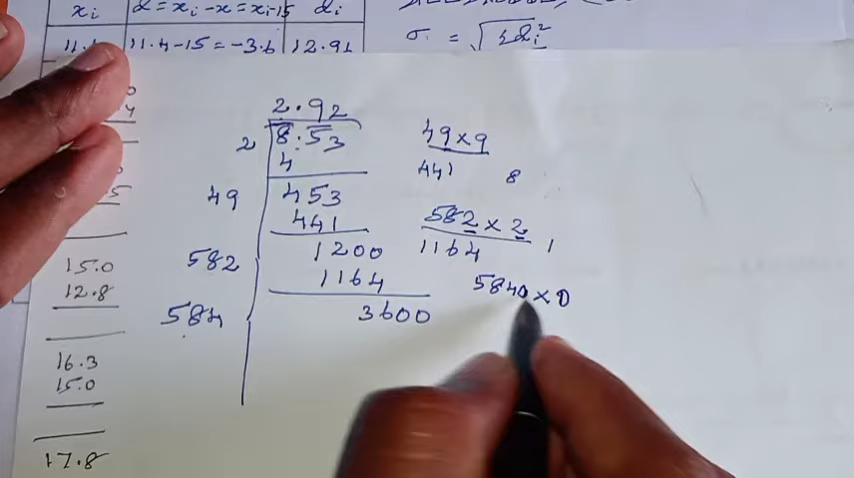 xᵢ d = xᵢ - x = xᵢ-15 dᵢ
11.4-15 = -3.6 12.96
σ = √Σdᵢ²
2.92
2 8.53 49×9
4 441 8
49 453
441 582×2
1200 1164 1
582 1164 5840×0
584 3600
15.0
12.8
16.3
15.0
17.8